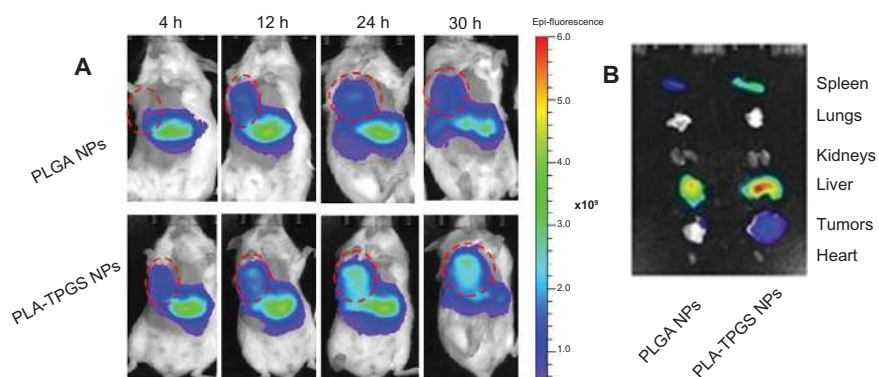 4 h 12 h 24 h 30 h
Epi-fluorescence
A
PLGA NPs
PLA-TPGS NPs
6.0
5.0
4.0
x10⁹
3.0
2.0
1.0
B
Spleen
Lungs
Kidneys
Liver
Tumors
Heart
PLGA NPs
PLA-TPGS NPs